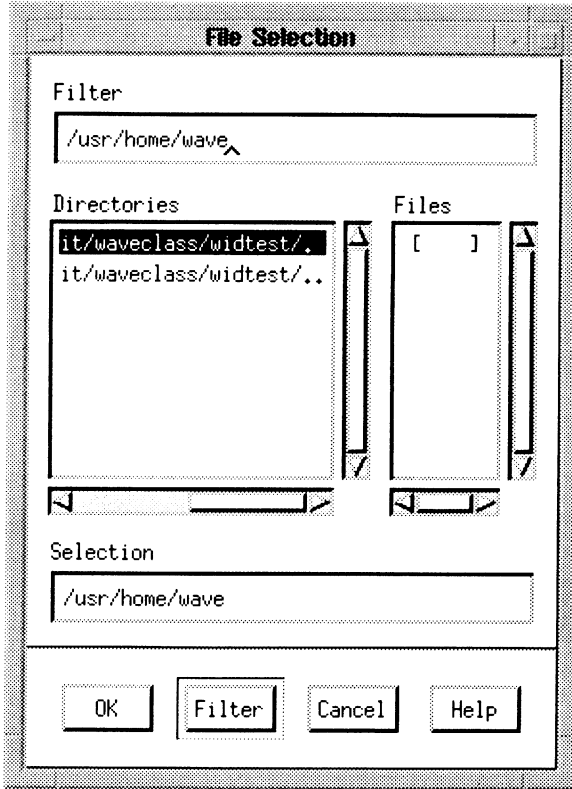 File Selection
Filter
/usr/home/wave
Directories
Files
it/waveclass/widtest/.
[ ]
it/waveclass/widtest/..
Selection
/usr/home/wave
OK
Filter
Cancel
Help